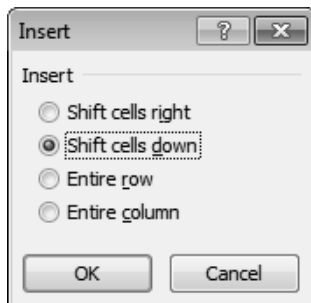 Insert
Insert
Shift cells right
Shift cells down
Entire row
Entire column
OK Cancel